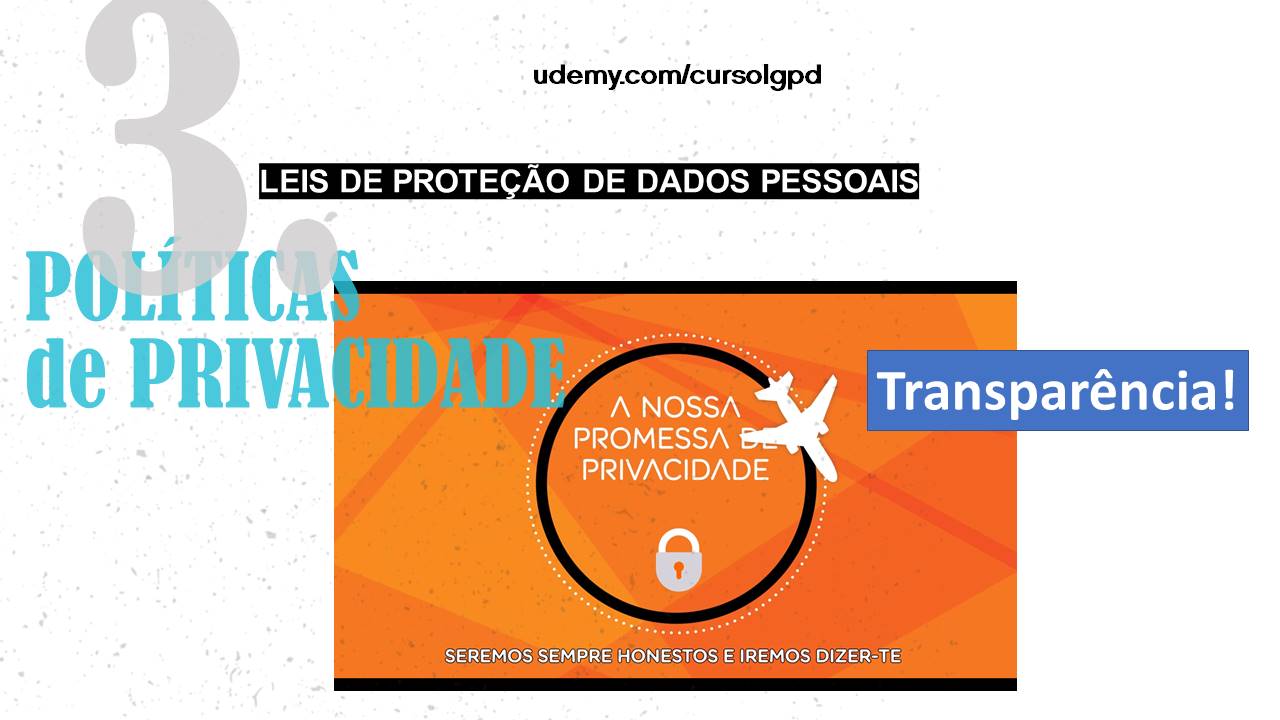 3.
udemy.com/cursolgpd
LEIS DE PROTEÇÃO DE DADOS PESSOAIS
POLÍTICAS
de PRIVACIDADE
Transparência!
A NOSSA
PROMESSA DE
PRIVACIDADE
SEREMOS SEMPRE HONESTOS E IREMOS DIZER-TE